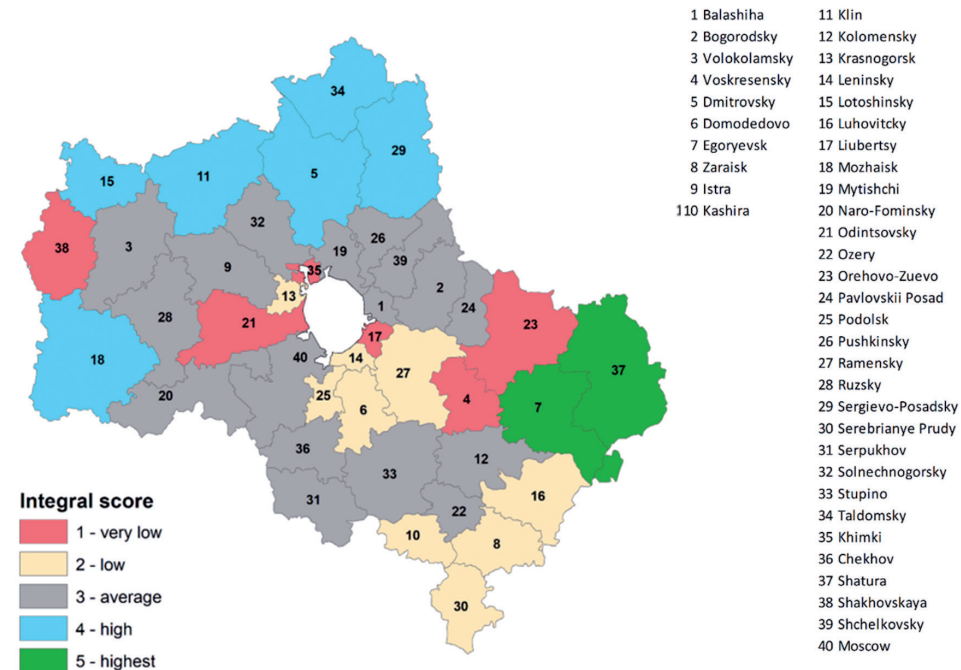 1 Balashiha
2 Bogorodsky
3 Volokolamsky
4 Voskresensky
5 Dmitrovsky
6 Domodedovo
7 Egoryevsk
8 Zaraisk
9 Istra
110 Kashira
11 Klin
12 Kolomensky
13 Krasnogorsk
14 Leninsky
15 Lotoshinsky
16 Luhovitcky
17 Liubertsy
18 Mozhaisk
19 Mytishchi
20 Naro-Fominsky
21 Odintsovsky
22 Ozery
23 Orehovo-Zuevo
24 Pavlovskii Posad
25 Podolsk
26 Pushkinsky
27 Ramensky
28 Ruzsky
29 Sergievo-Posadsky
30 Serebrianye Prudy
31 Serpukhov
32 Solnechnogorsky
33 Stupino
34 Taldomsky
35 Khimki
36 Chekhov
37 Shatura
38 Shakhovskaya
39 Shchelkovsky
40 Moscow
34
29
5
11
15
32
38
3
26
19
39
9
35
2
13
1
24
28
21
23
17
40
14
18
27
37
20
25
6
4
7
36
12
33
16
31
22
10
8
30
Integral score
1 - very low
2 - low
3 - average
4 - high
5 - highest